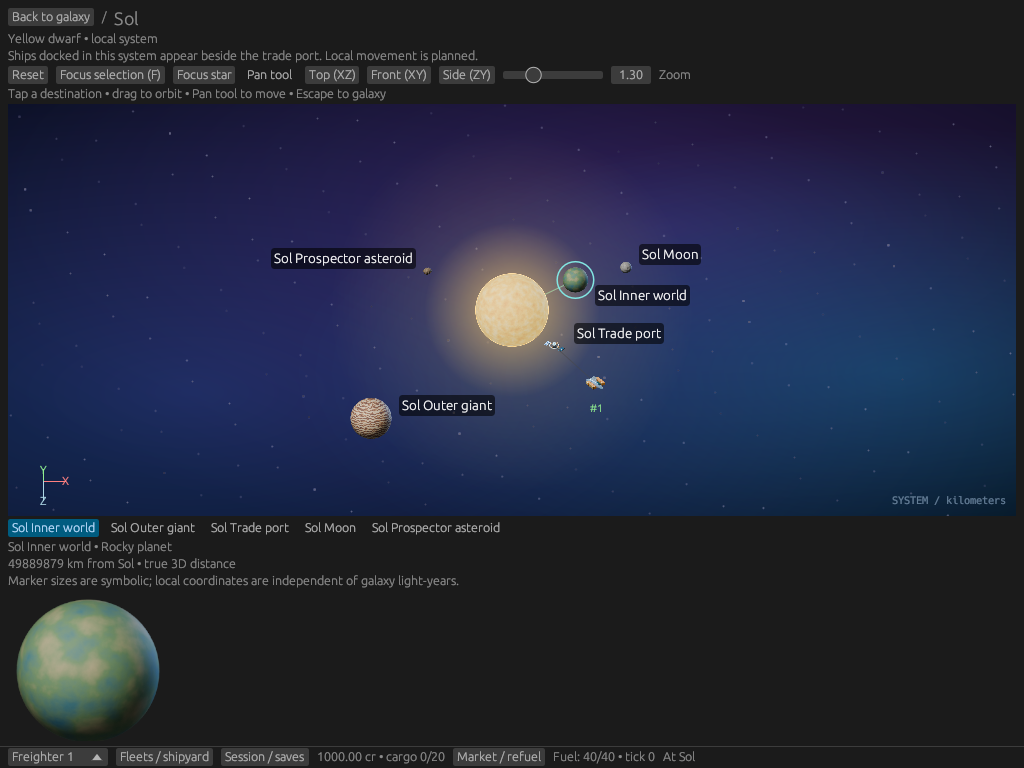 Back to galaxy / Sol
Yellow dwarf • local system
Ships docked in this system appear beside the trade port. Local movement is planned.
Reset Focus selection (F) Focus star Pan tool Top (XZ) Front (XY) Side (ZY) 1.30 Zoom
Tap a destination • drag to orbit • Pan tool to move • Escape to galaxy
Sol Prospector asteroid
Sol Moon
Sol Inner world
Sol Trade port
Sol Outer giant
#1
Y
X
Z
SYSTEM / kilometers
Sol Inner world Sol Outer giant Sol Trade port Sol Moon Sol Prospector asteroid
Sol Inner world • Rocky planet
49889879 km from Sol • true 3D distance
Marker sizes are symbolic; local coordinates are independent of galaxy light-years.
Freighter 1 Fleets / shipyard Session / saves 1000.00 cr • cargo 0/20 Market / refuel Fuel: 40/40 • tick 0 At Sol